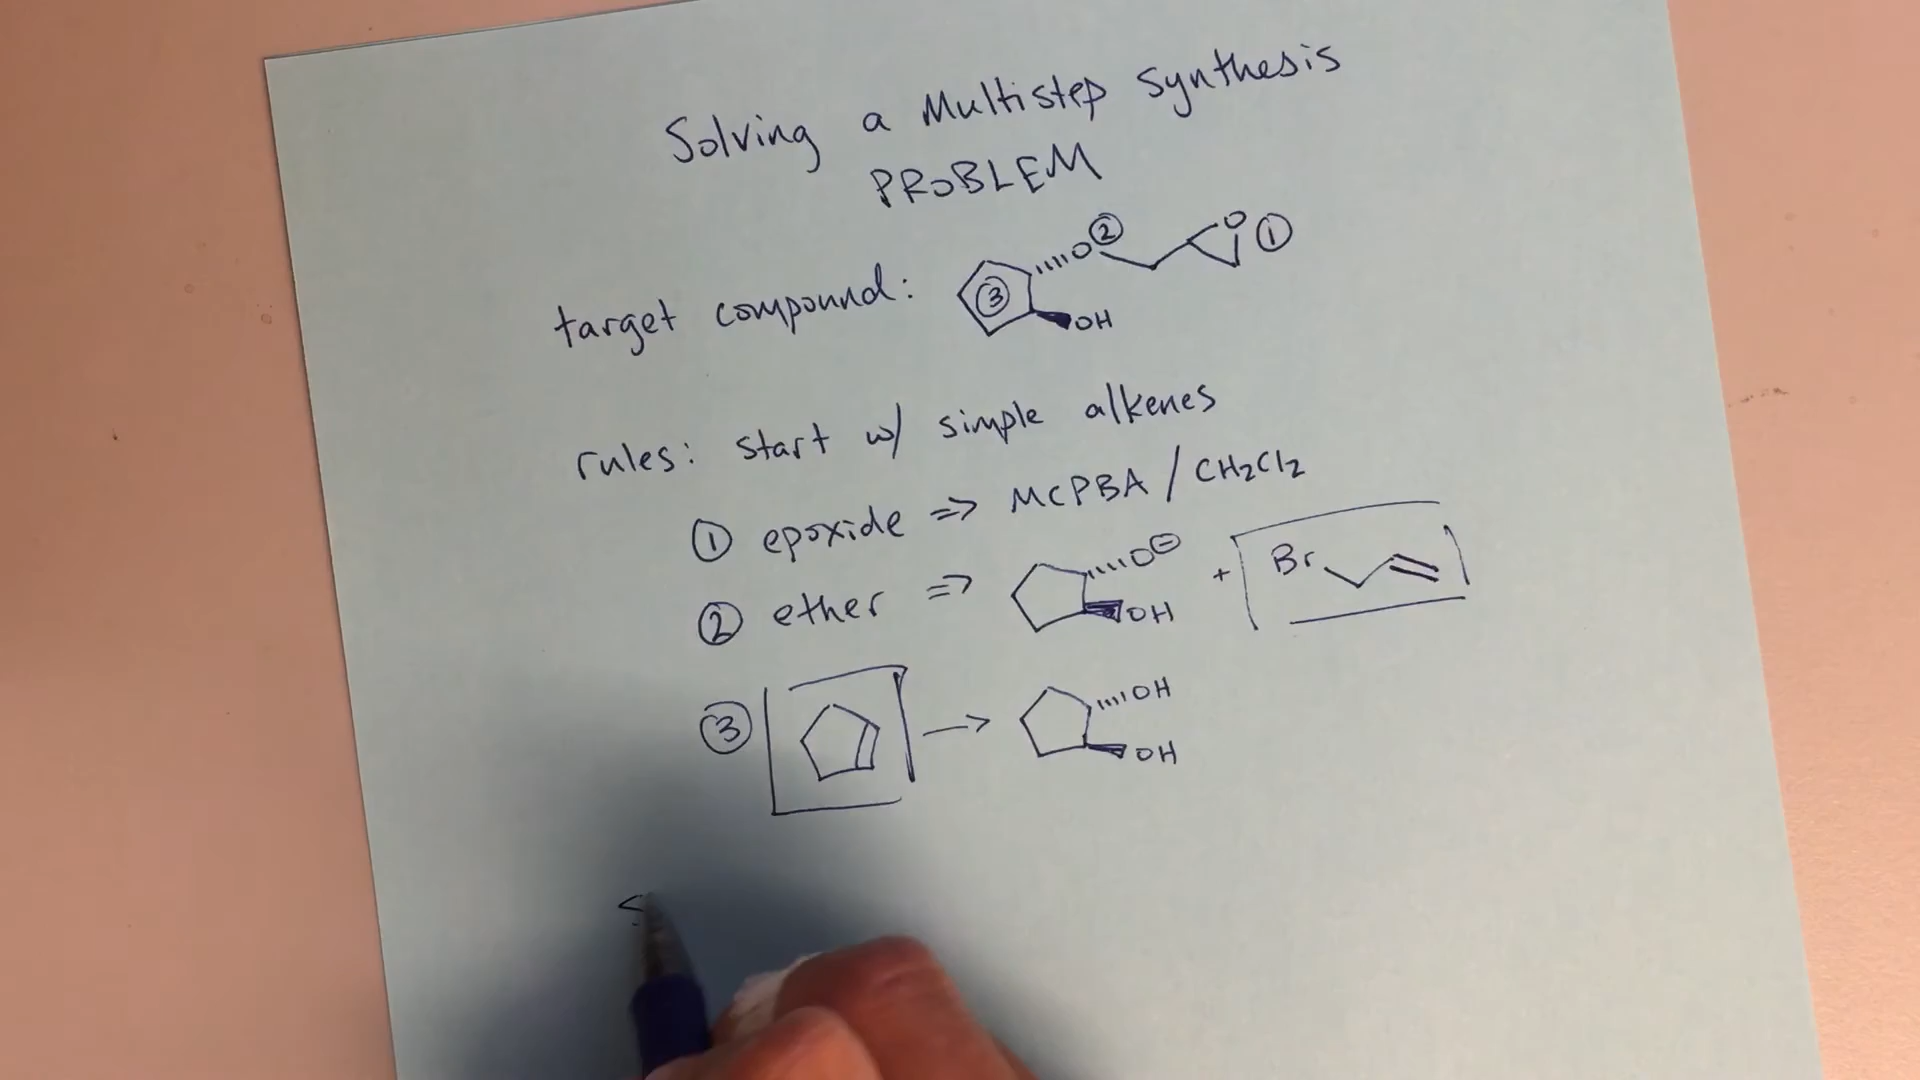 Solving a Multistep synthesis
PROBLEM
target compound: ③ O ② O ① OH
rules: start w/ simple alkenes
① epoxide => MCPBA / CH2Cl2
② ether => O⊖ OH + Br
③ → OH OH
S